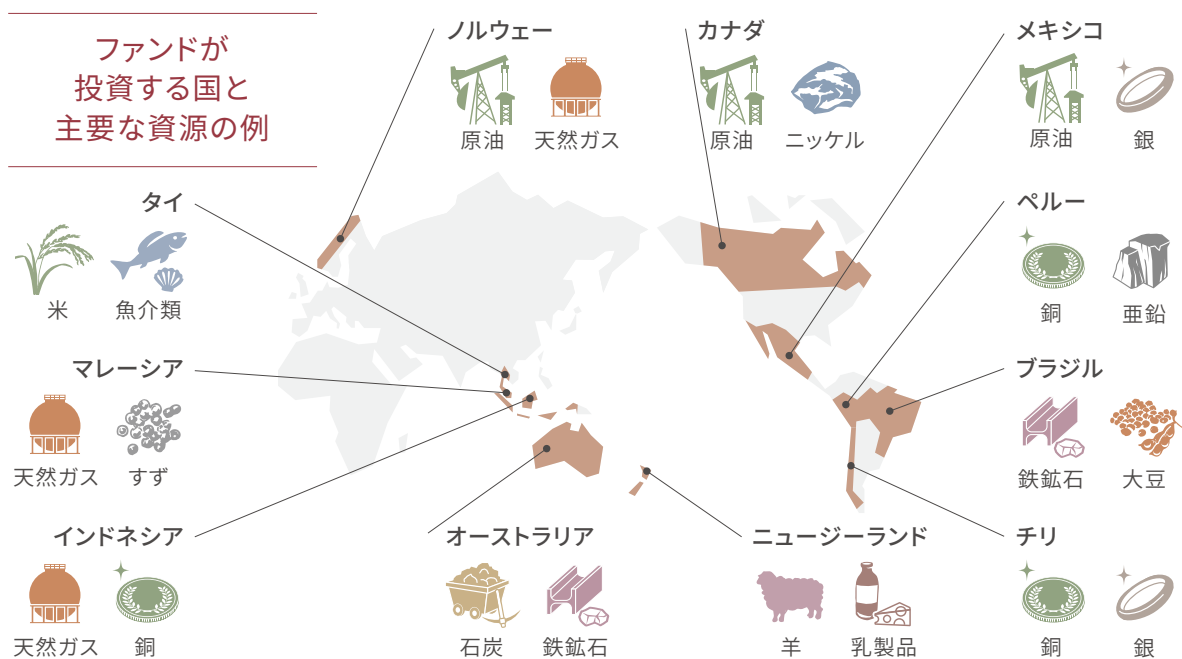 ファンドが
投資する国と
主要な資源の例
ノルウェー
原油 天然ガス
カナダ
原油 ニッケル
メキシコ
原油 銀
タイ
米 魚介類
ペルー
銅 亜鉛
マレーシア
天然ガス すず
ブラジル
鉄鉱石 大豆
インドネシア
天然ガス 銅
オーストラリア
石炭 鉄鉱石
ニュージーランド
羊 乳製品
チリ
銅 銀